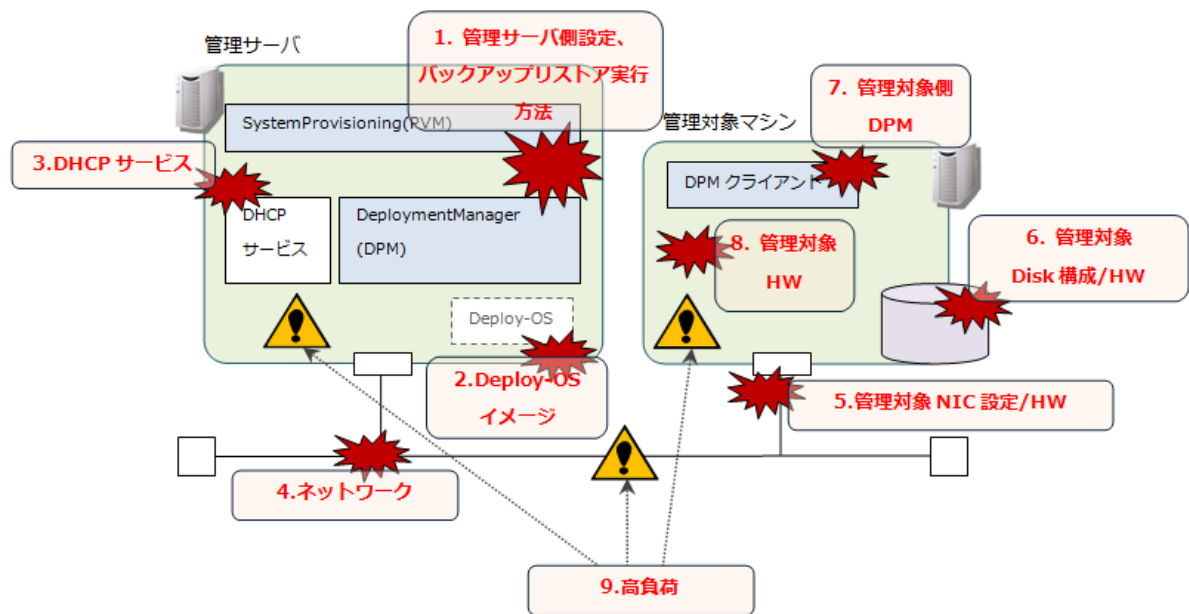 管理サーバ
1. 管理サーバ側設定、
バックアップリストア実行
方法
SystemProvisioning(PVM)
3.DHCP サービス
DHCP
サービス
DeploymentManager
(DPM)
Deploy-OS
2.Deploy-OS
イメージ
4.ネットワーク
管理対象マシン
7. 管理対象側
DPM
DPM クライアント
8. 管理対象
HW
6. 管理対象
Disk 構成/HW
5.管理対象 NIC 設定/HW
9.高負荷